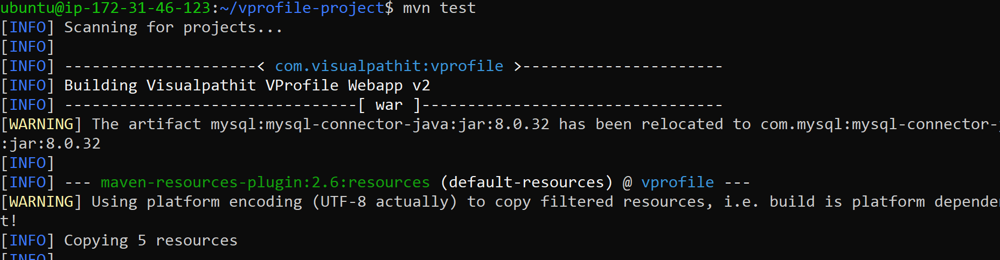 ubuntu@ip-172-31-46-123:~/vprofile-project$ mvn test
[INFO] Scanning for projects...
[INFO]
[INFO] ---------------------< com.visualpathit:vprofile >----------------------
[INFO] Building Visualpathit VProfile Webapp v2
[INFO] --------------------------------[ war ]---------------------------------
[WARNING] The artifact mysql:mysql-connector-java:jar:8.0.32 has been relocated to com.mysql:mysql-connector-j
:jar:8.0.32
[INFO]
[INFO] --- maven-resources-plugin:2.6:resources (default-resources) @ vprofile ---
[WARNING] Using platform encoding (UTF-8 actually) to copy filtered resources, i.e. build is platform dependen
t!
[INFO] Copying 5 resources
[INFO]